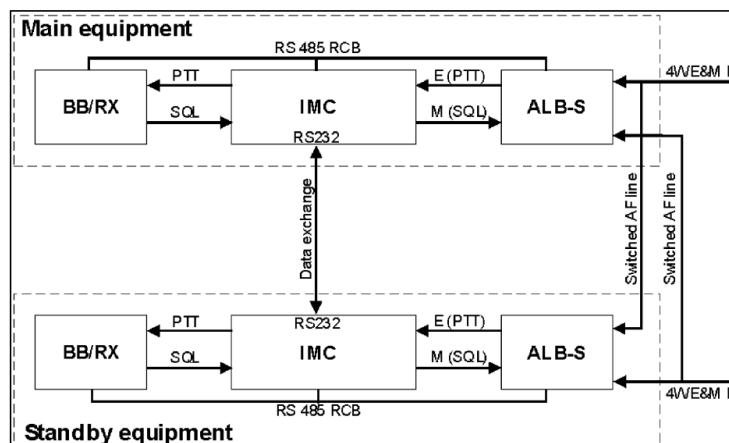 Main equipment
RS 485 RCB
4WE&M
PTT
E (PTT)
BB/RX
IMC
ALB-S
SQL
M (SQL)
RS232
Data exchange
Switched AF line
Switched AF line
RS232
PTT
E (PTT)
BB/RX
IMC
ALB-S
SQL
M (SQL)
4WE&M
RS 485 RCB
Standby equipment